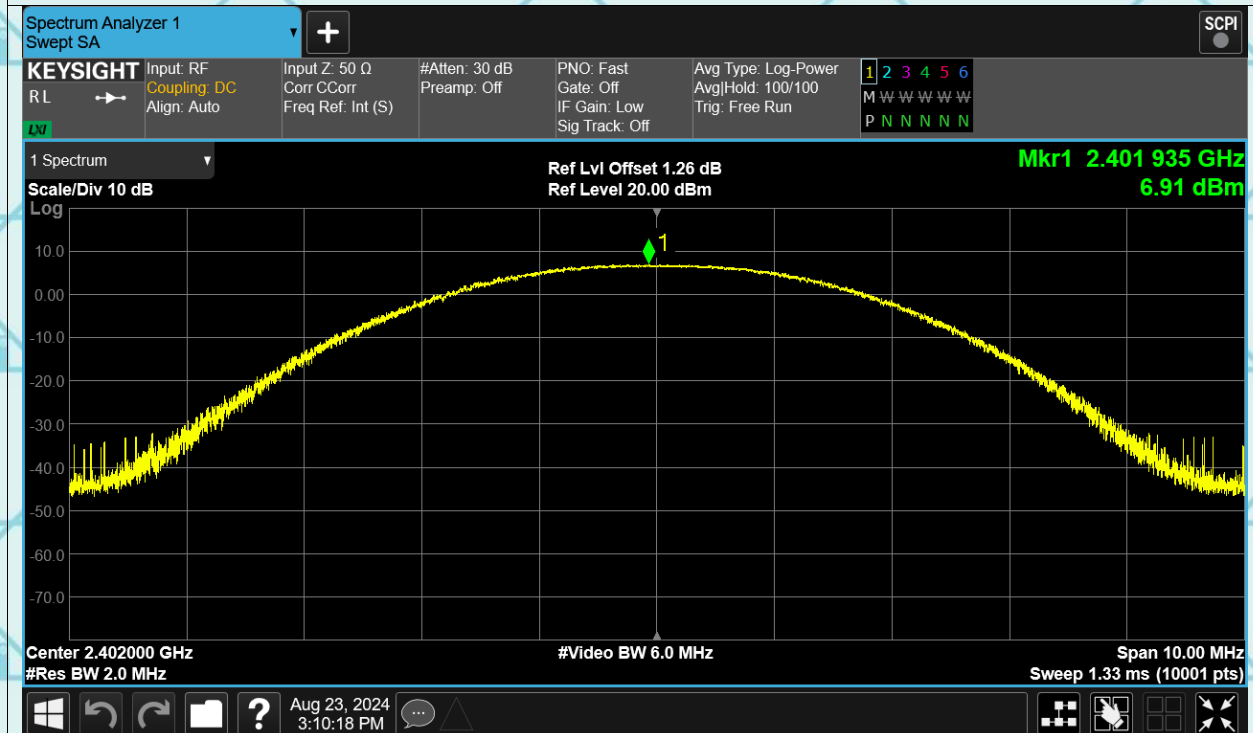 Spectrum Analyzer 1
Swept SA
+
SCPI
KEYSIGHT
RL
LXI
Input: RF
Coupling: DC
Align: Auto
Input Z: 50 Ω
Corr CCorr
Freq Ref: Int (S)
#Atten: 30 dB
Preamp: Off
PNO: Fast
Gate: Off
IF Gain: Low
Sig Track: Off
Avg Type: Log-Power
Avg|Hold: 100/100
Trig: Free Run
1 2 3 4 5 6
M W W W W W
P N N N N N
1 Spectrum
Scale/Div 10 dB
Ref Lvl Offset 1.26 dB
Ref Level 20.00 dBm
Mkr1 2.401 935 GHz
6.91 dBm
Log
1
10.0
0.00
-10.0
-20.0
-30.0
-40.0
-50.0
-60.0
-70.0
Center 2.402000 GHz
#Video BW 6.0 MHz
Span 10.00 MHz
#Res BW 2.0 MHz
Sweep 1.33 ms (10001 pts)
?
Aug 23, 2024
3:10:18 PM